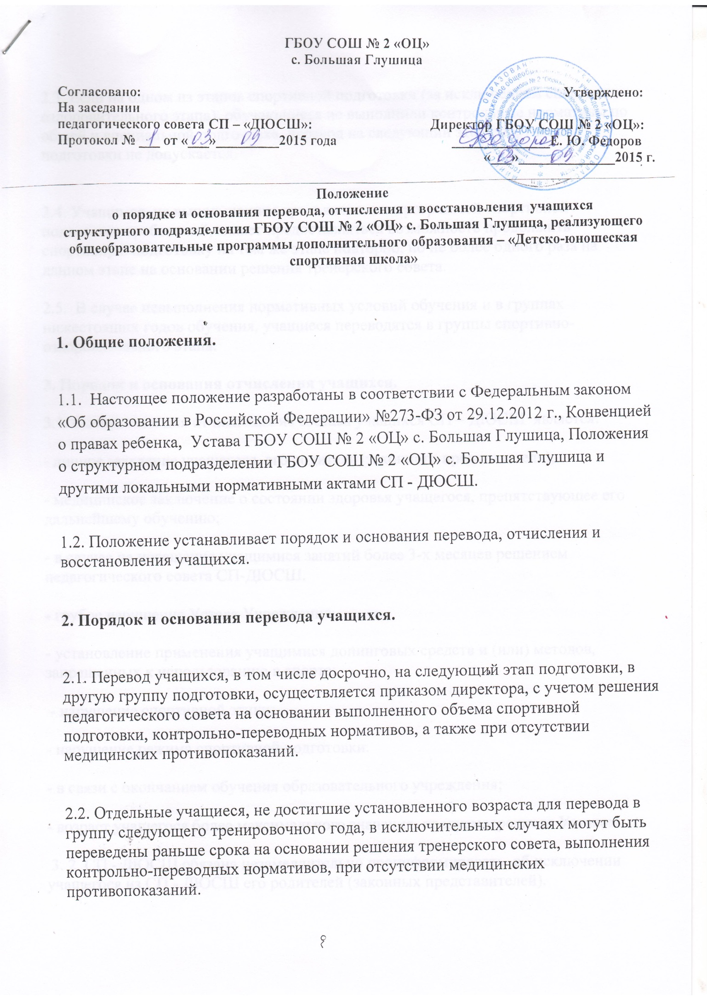 ГБОУ СОШ № 2 «ОЦ»
с. Большая Глушица
Согласовано:
На заседании
педагогического совета СП – «ДЮСШ»:
Протокол № 1 от «03» 09 2015 года
Утверждено:
Директор ГБОУ СОШ № 2 «ОЦ»:
Е. Ю. Федоров
«03» 09 2015 г.
Для
документов
Положение
о порядке и основания перевода, отчисления и восстановления учащихся
структурного подразделения ГБОУ СОШ № 2 «ОЦ» с. Большая Глушица, реализующего
общеобразовательные программы дополнительного образования – «Детско-юношеская
спортивная школа»
1. Общие положения.
1.1. Настоящее положение разработаны в соответствии с Федеральным законом
«Об образовании в Российской Федерации» №273-ФЗ от 29.12.2012 г., Конвенцией
о правах ребенка, Устава ГБОУ СОШ № 2 «ОЦ» с. Большая Глушица, Положения
о структурном подразделении ГБОУ СОШ № 2 «ОЦ» с. Большая Глушица и
другими локальными нормативными актами СП - ДЮСШ.
1.2. Положение устанавливает порядок и основания перевода, отчисления и
восстановления учащихся.
2. Порядок и основания перевода учащихся.
2.1. Перевод учащихся, в том числе досрочно, на следующий этап подготовки, в
другую группу подготовки, осуществляется приказом директора, с учетом решения
педагогического совета на основании выполненного объема спортивной
подготовки, контрольно-переводных нормативов, а также при отсутствии
медицинских противопоказаний.
2.2. Отдельные учащиеся, не достигшие установленного возраста для перевода в
группу следующего тренировочного года, в исключительных случаях могут быть
переведены раньше срока на основании решения тренерского совета, выполнения
контрольно-переводных нормативов, при отсутствии медицинских
противопоказаний.